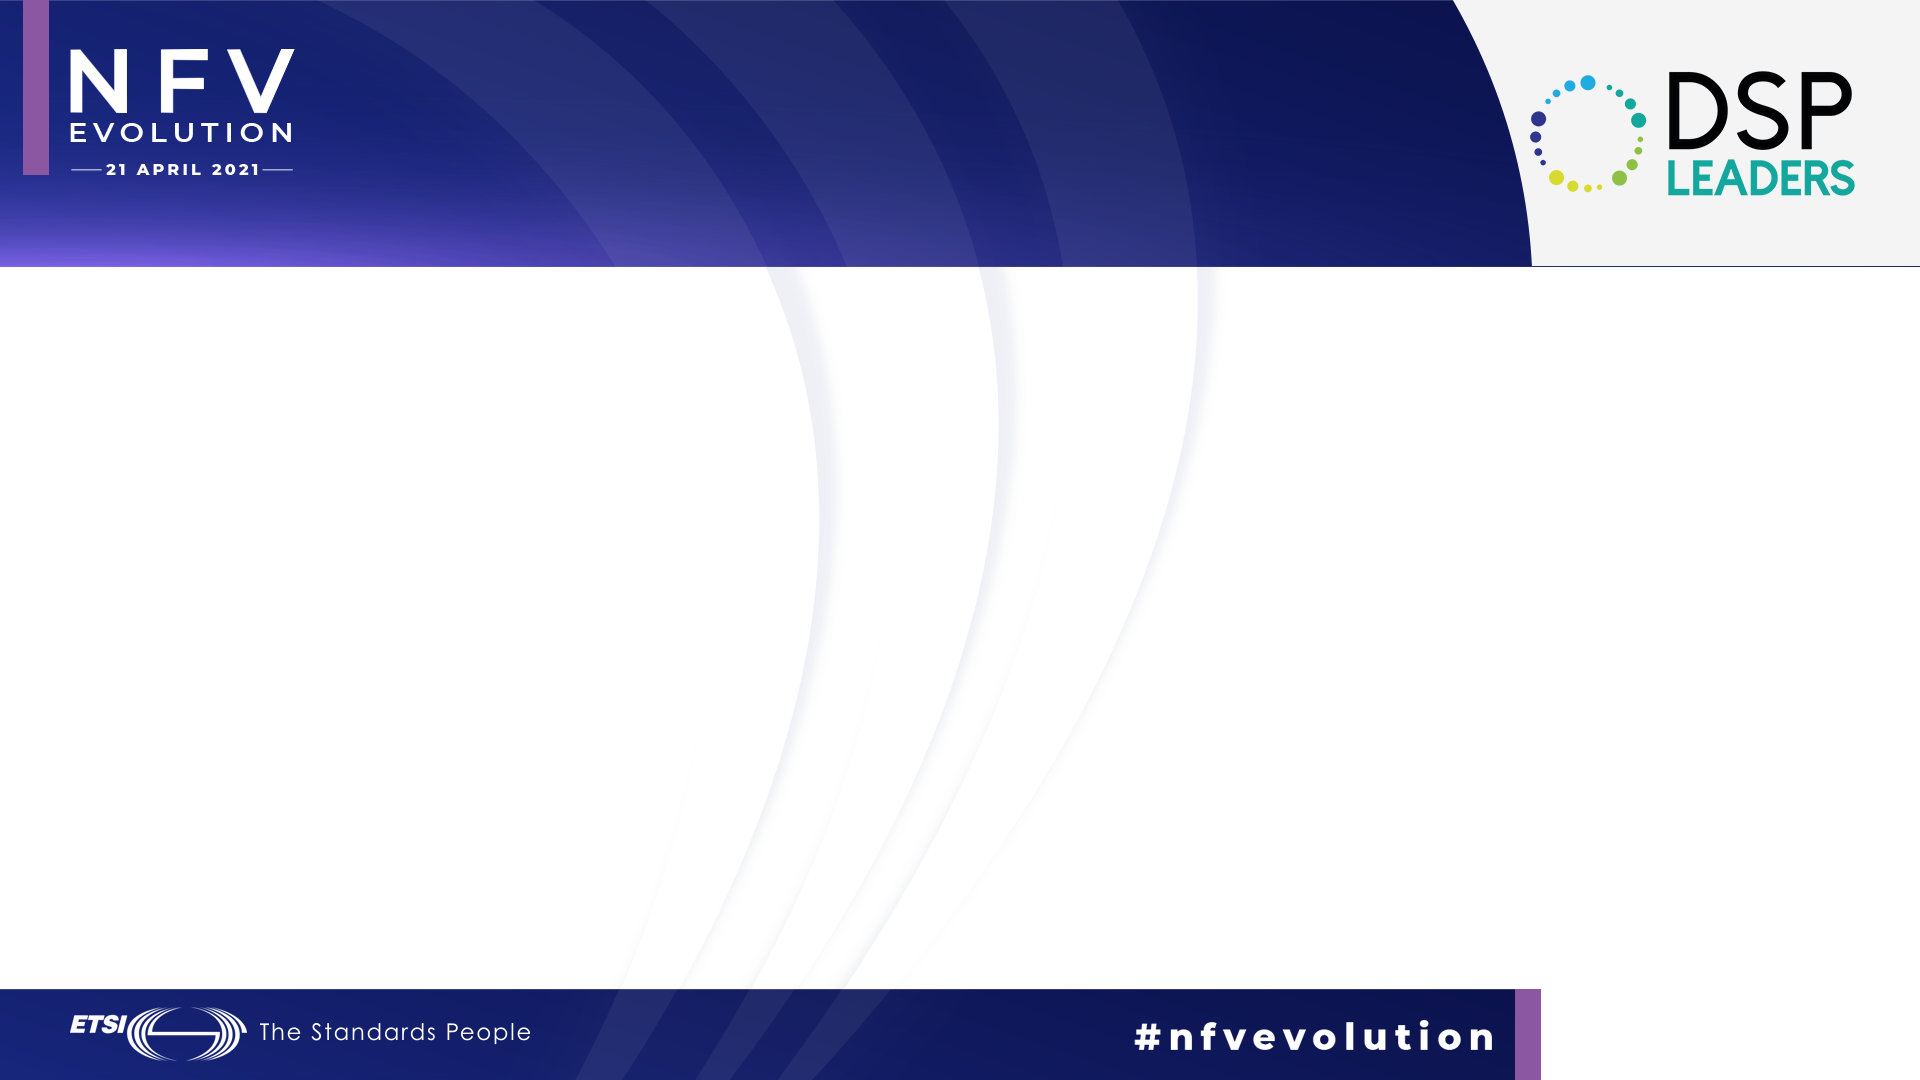 NFV
EVOLUTION
21 APRIL 2021
DSP
LEADERS
ETSI
The Standards People
#nfvevolution